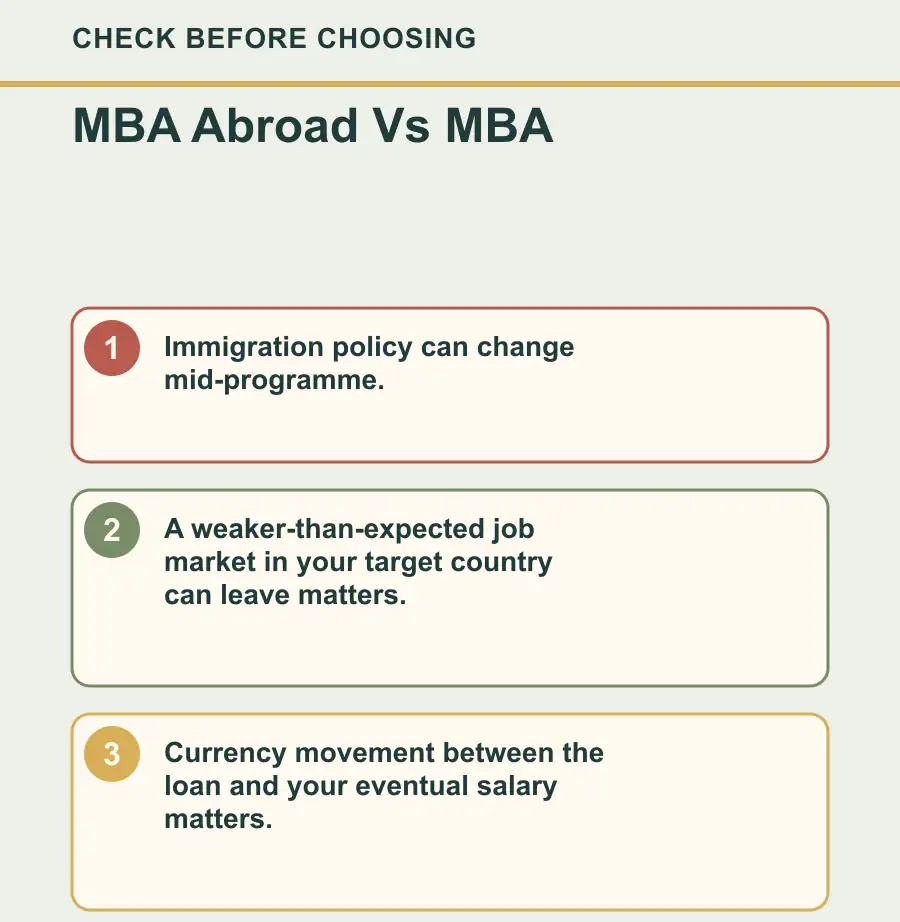 CHECK BEFORE CHOOSING
MBA Abroad Vs MBA
1
Immigration policy can change
mid-programme.
2
A weaker-than-expected job
market in your target country
can leave matters.
3
Currency movement between the
loan and your eventual salary
matters.